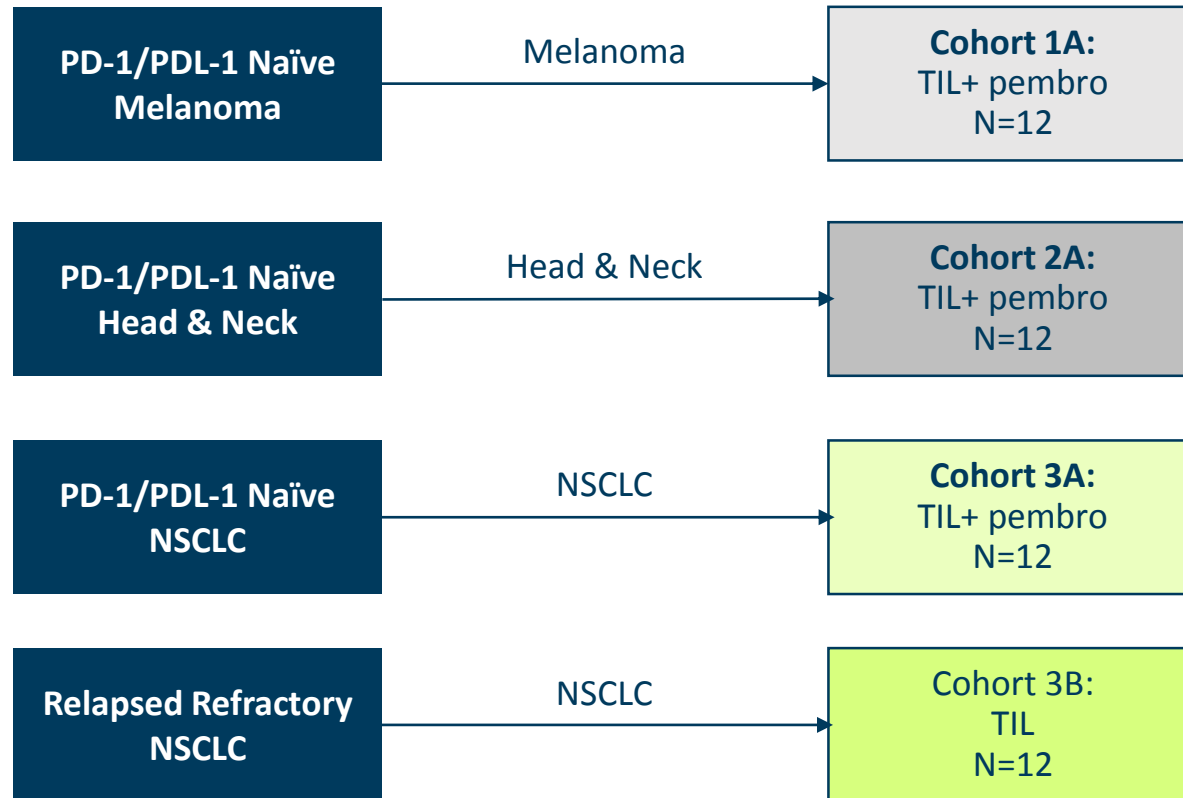 PD-1/PDL-1 Naïve
Melanoma
Melanoma
Cohort 1A:
TIL+ pembro
N=12
PD-1/PDL-1 Naïve
Head & Neck
Head & Neck
Cohort 2A:
TIL+ pembro
N=12
PD-1/PDL-1 Naïve
NSCLC
NSCLC
Cohort 3A:
TIL+ pembro
N=12
Relapsed Refractory
NSCLC
NSCLC
Cohort 3B:
TIL
N=12